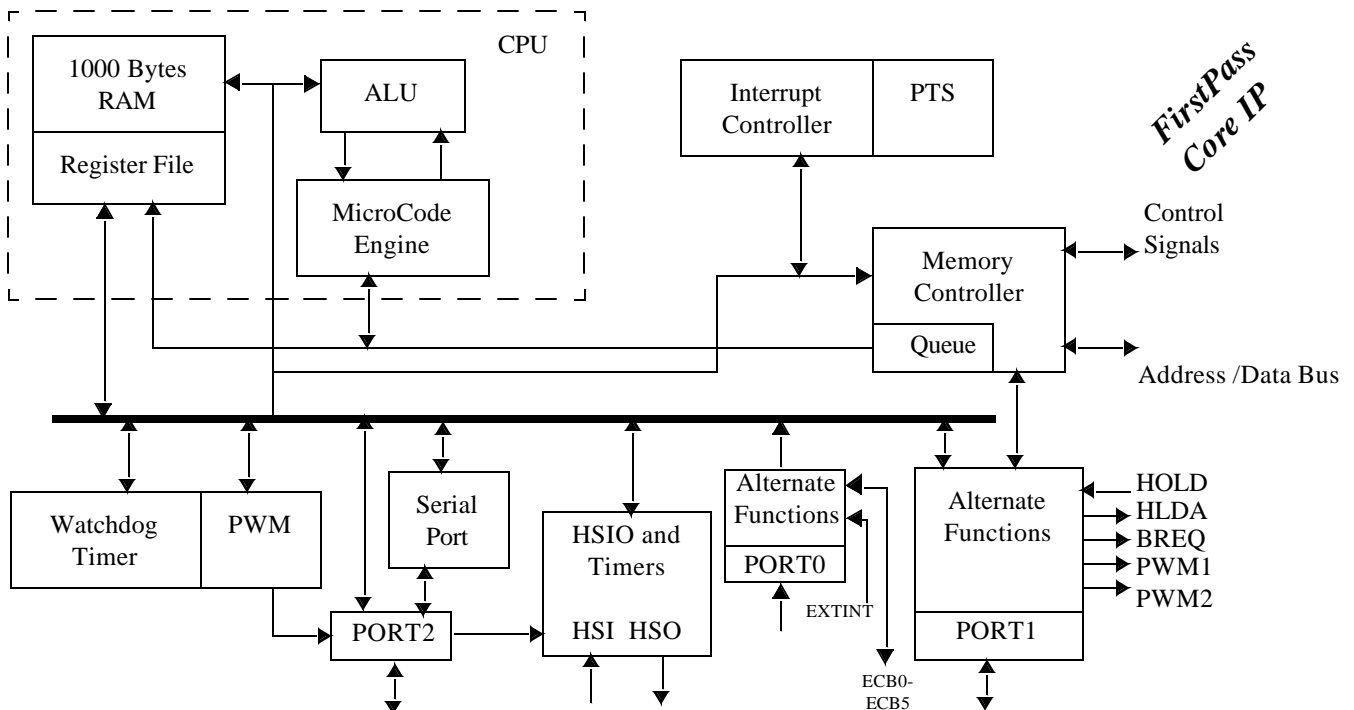 CPU
1000 Bytes
RAM
Register File
ALU
MicroCode
Engine
Interrupt
Controller
PTS
FirstPass
Core IP
Control
Signals
Memory
Controller
Queue
Address /Data Bus
Watchdog
Timer
PWM
Serial
Port
PORT2
HSIO and
Timers
HSI HSO
Alternate
Functions
PORT0
EXTINT
ECB0-
ECB5
Alternate
Functions
PORT1
HOLD
HLDA
BREQ
PWM1
PWM2